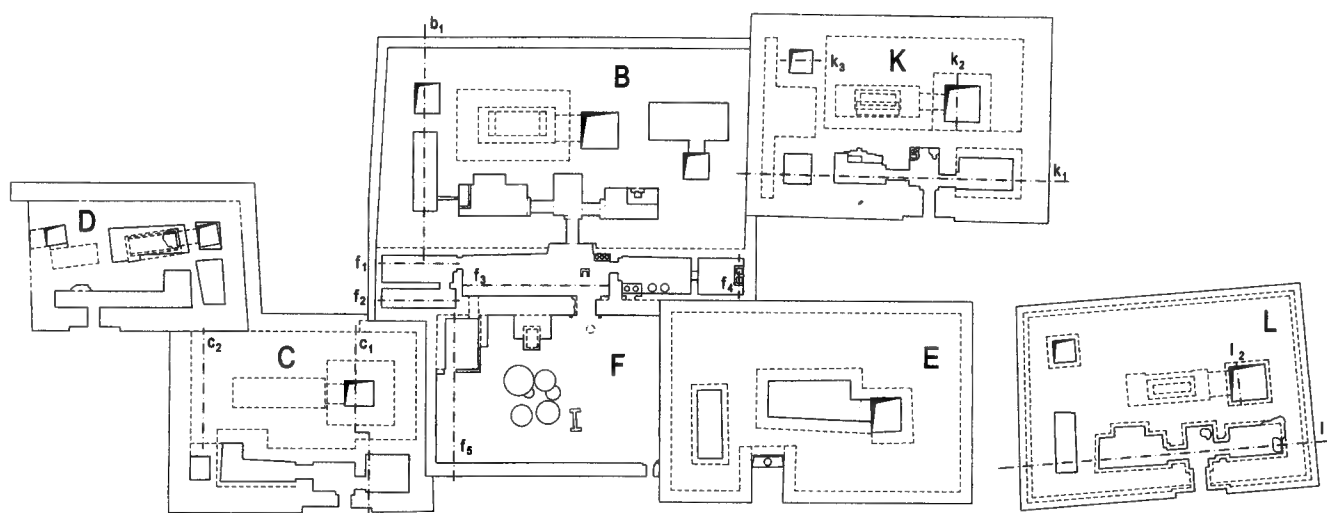 b₁
B
k₃
K
k₂
k₁
D
f₁
f₃
f₂
f₄
c₂
C
c₁
F
f₅
E
L
l₂
l